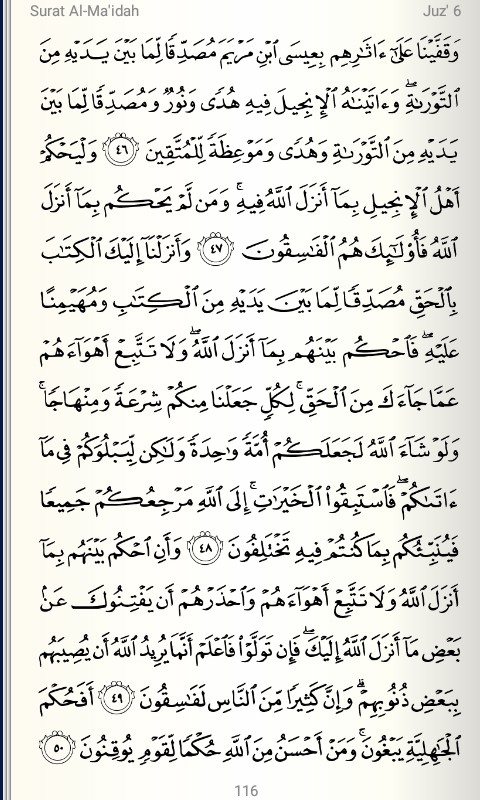 Surat Al-Ma'idah Juz' 6
وَقَفَّيْنَا عَلَىٰٓ ءَاثَٰرِهِم بِعِيسَى ٱبْنِ مَرْيَمَ مُصَدِّقًا لِّمَا بَيْنَ يَدَيْهِ مِنَ
ٱلتَّوْرَىٰةِ ۖ وَءَاتَيْنَٰهُ ٱلْإِنجِيلَ فِيهِ هُدًى وَنُورٌ وَمُصَدِّقًا لِّمَا بَيْنَ
يَدَيْهِ مِنَ ٱلتَّوْرَىٰةِ وَهُدًى وَمَوْعِظَةً لِّلْمُتَّقِينَ ٤٦ وَلْيَحْكُمْ
أَهْلُ ٱلْإِنجِيلِ بِمَآ أَنزَلَ ٱللَّهُ فِيهِ ۚ وَمَن لَّمْ يَحْكُم بِمَآ أَنزَلَ
ٱللَّهُ فَأُو۟لَٰٓئِكَ هُمُ ٱلْفَٰسِقُونَ ٤٧ وَأَنزَلْنَآ إِلَيْكَ ٱلْكِتَٰبَ
بِٱلْحَقِّ مُصَدِّقًا لِّمَا بَيْنَ يَدَيْهِ مِنَ ٱلْكِتَٰبِ وَمُهَيْمِنًا
عَلَيْهِ ۖ فَٱحْكُم بَيْنَهُم بِمَآ أَنزَلَ ٱللَّهُ ۖ وَلَا تَتَّبِعْ أَهْوَآءَهُمْ
عَمَّا جَآءَكَ مِنَ ٱلْحَقِّ ۚ لِكُلٍّ جَعَلْنَا مِنكُمْ شِرْعَةً وَمِنْهَاجًا ۚ
وَلَوْ شَآءَ ٱللَّهُ لَجَعَلَكُمْ أُمَّةً وَٰحِدَةً وَلَٰكِن لِّيَبْلُوَكُمْ فِى مَآ
ءَاتَىٰكُمْ ۖ فَٱسْتَبِقُوا۟ ٱلْخَيْرَٰتِ ۚ إِلَى ٱللَّهِ مَرْجِعُكُمْ جَمِيعًا
فَيُنَبِّئُكُم بِمَا كُنتُمْ فِيهِ تَخْتَلِفُونَ ٤٨ وَأَنِ ٱحْكُم بَيْنَهُم بِمَآ
أَنزَلَ ٱللَّهُ وَلَا تَتَّبِعْ أَهْوَآءَهُمْ وَٱحْذَرْهُمْ أَن يَفْتِنُوكَ عَنۢ
بَعْضِ مَآ أَنزَلَ ٱللَّهُ إِلَيْكَ ۖ فَإِن تَوَلَّوْا۟ فَٱعْلَمْ أَنَّمَا يُرِيدُ ٱللَّهُ أَن يُصِيبَهُم
بِبَعْضِ ذُنُوبِهِمْ ۗ وَإِنَّ كَثِيرًا مِّنَ ٱلنَّاسِ لَفَٰسِقُونَ ٤٩ أَفَحُكْمَ
ٱلْجَٰهِلِيَّةِ يَبْغُونَ ۚ وَمَنْ أَحْسَنُ مِنَ ٱللَّهِ حُكْمًا لِّقَوْمٍ يُوقِنُونَ ٥٠
116